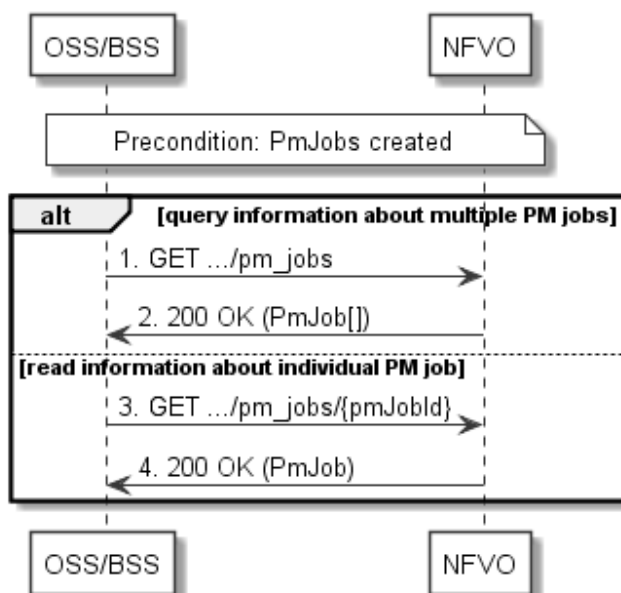 OSS/BSS
NFVO
Precondition: PmJobs created
alt
[query information about multiple PM jobs]
1. GET .../pm_jobs
2. 200 OK (PmJob[])
[read information about individual PM job]
3. GET .../pm_jobs/{pmJobId}
4. 200 OK (PmJob)
OSS/BSS
NFVO